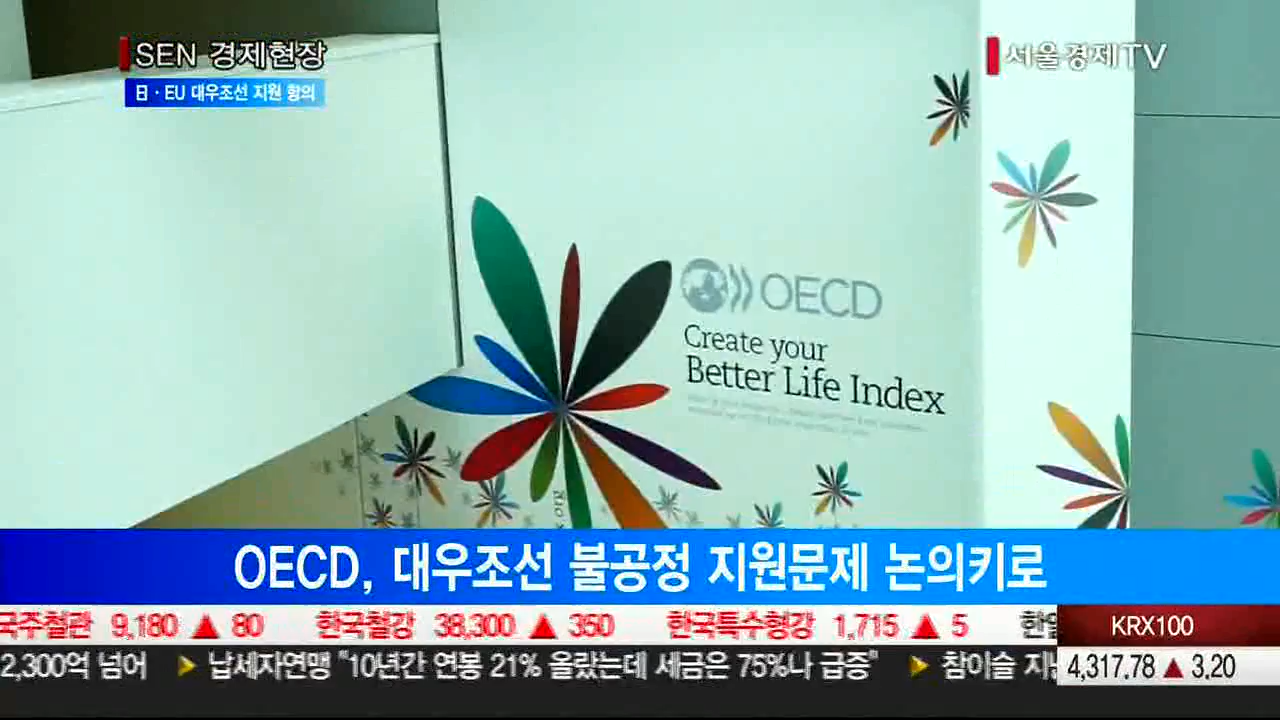 SEN 경제현장
서울경제TV
日·EU 대우조선 지원 항의
OECD
Create your
Better Life Index
OECD, 대우조선 불공정 지원문제 논의키로
국주철관 9,180 ▲ 80 한국철강 38,300 ▲ 350 한국특수형강 1,715 ▲ 5
KRX100
2,300억 넘어 ▶ 납세자연맹 "10년간 연봉 21% 올랐는데 세금은 75%나 급증" ▶ 참이슬
4,317.78 ▲ 3.20